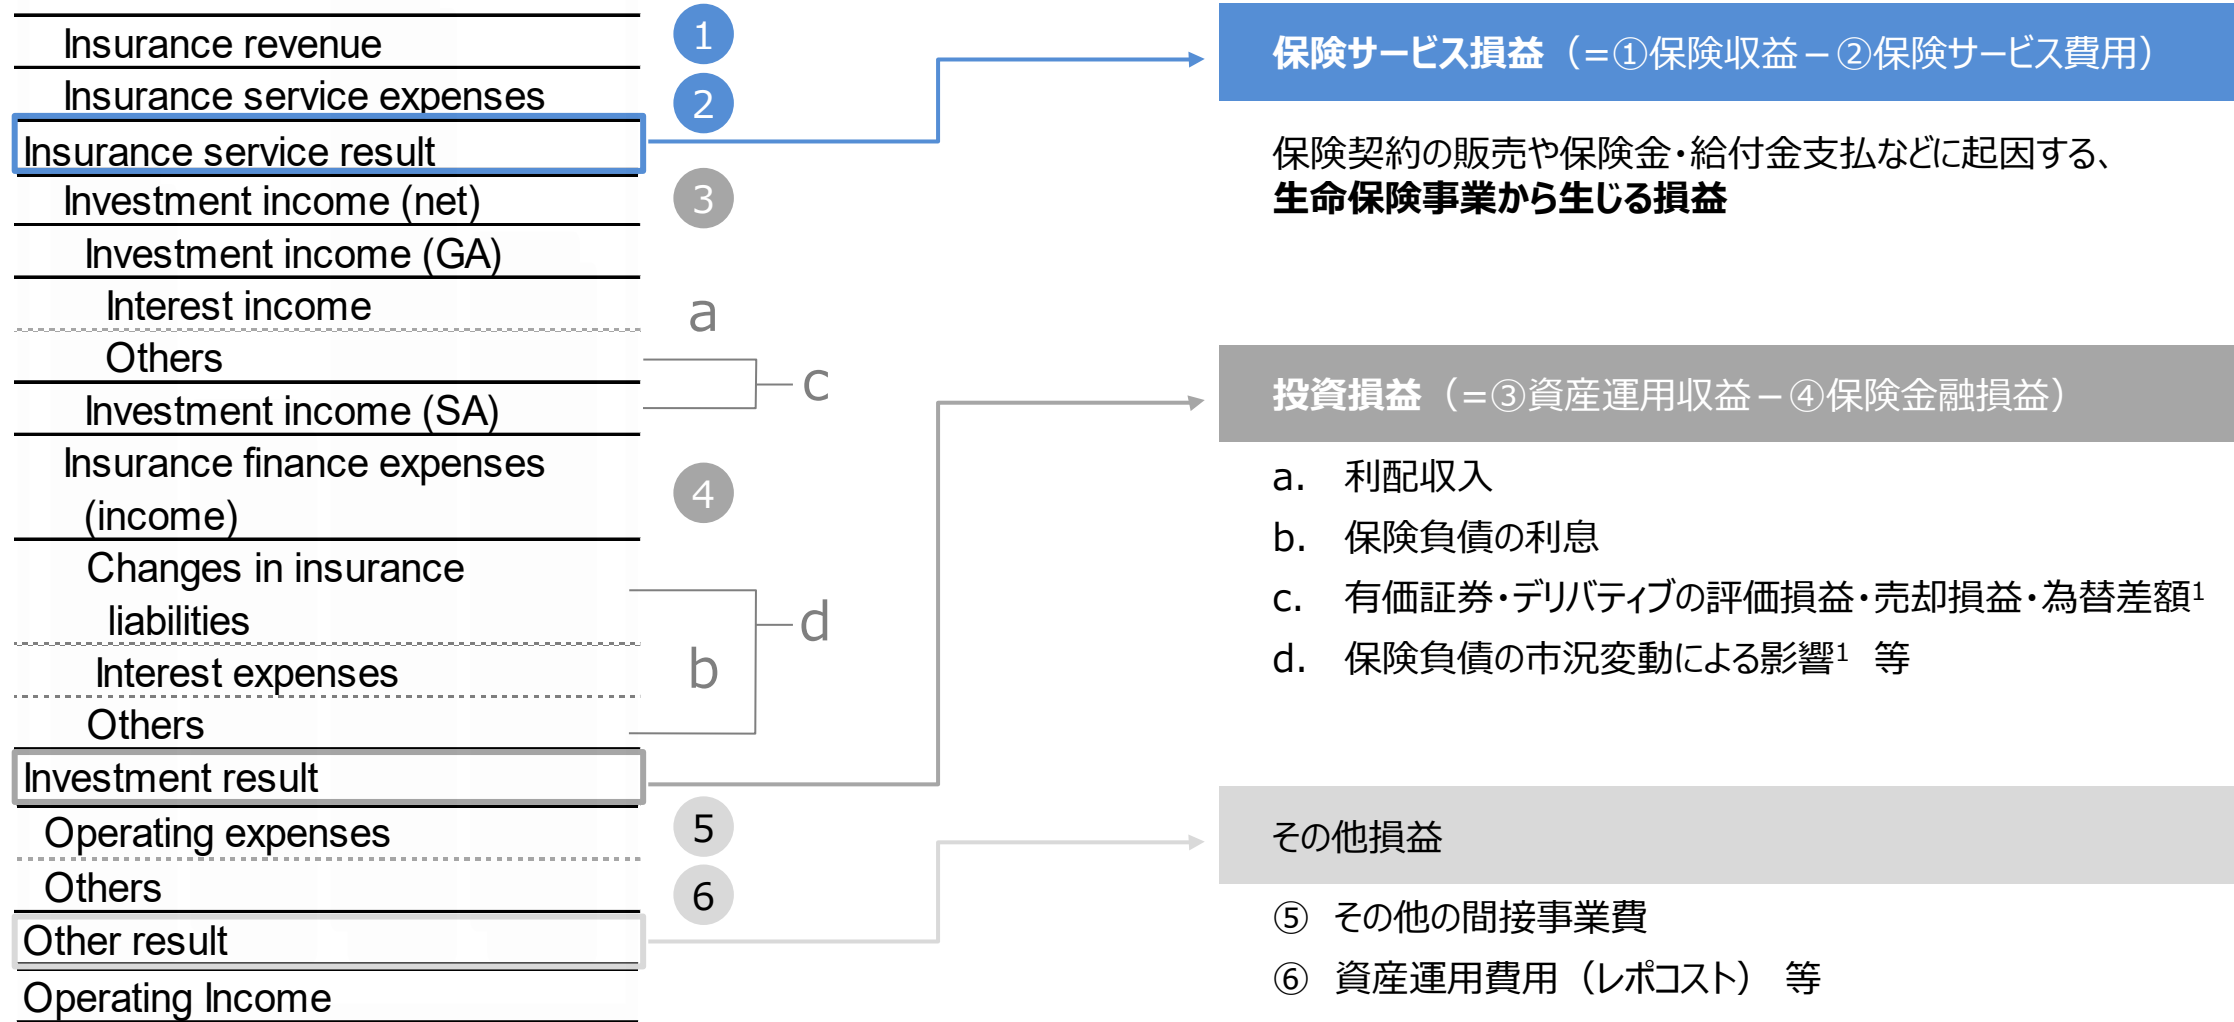 Insurance revenue
①
Insurance service expenses
②
Insurance service result
Investment income (net)
③
Investment income (GA)
Interest income
a
Others
c
Investment income (SA)
Insurance finance expenses
(income)
④
Changes in insurance
liabilities
d
Interest expenses
b
Others
Investment result
Operating expenses
5
Others
6
Other result
Operating Income
保険サービス損益（=①保険収益－②保険サービス費用）
保険契約の販売や保険金・給付金支払などに起因する、
生命保険事業から生じる損益
投資損益（=③資産運用収益－④保険金融損益）
a. 利配収入
b. 保険負債の利息
c. 有価証券・デリバティブの評価損益・売却損益・為替差額1
d. 保険負債の市況変動による影響1 等
その他損益
⑤ その他の間接事業費
⑥ 資産運用費用（レポコスト） 等